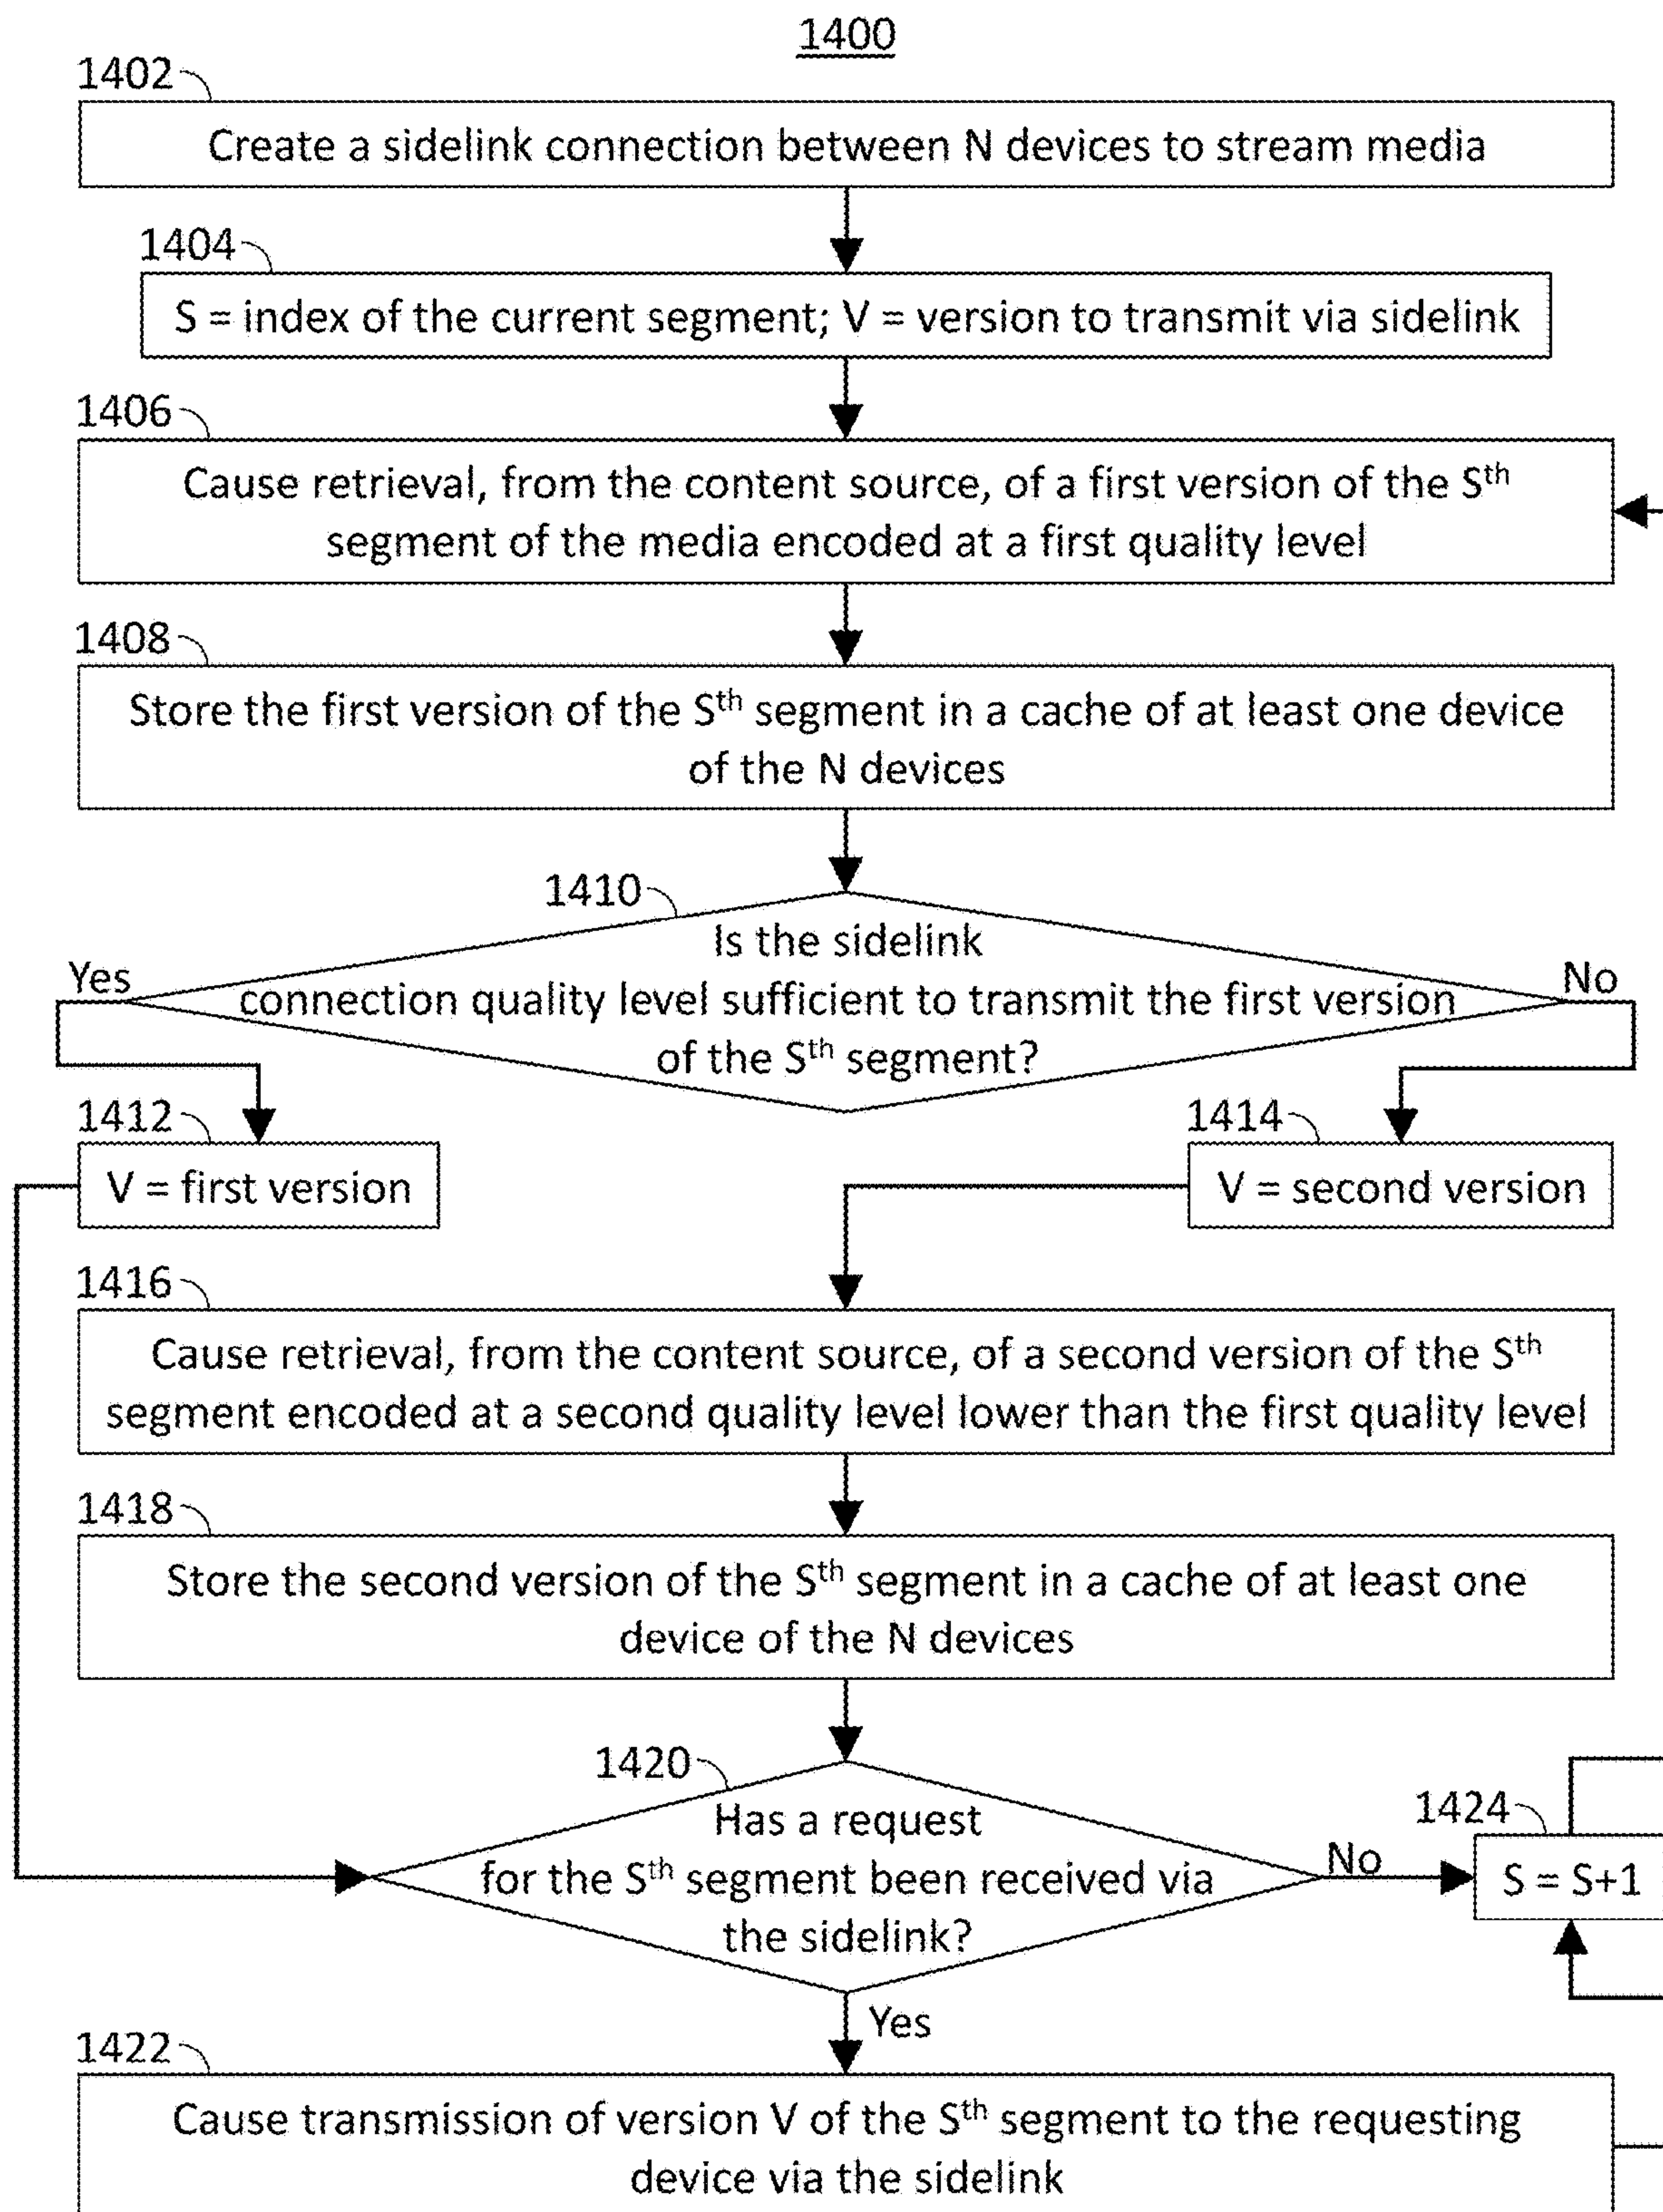 1400
1402
Create a sidelink connection between N devices to stream media
1404
S = index of the current segment; V = version to transmit via sidelink
1406
Cause retrieval, from the content source, of a first version of the Sth
segment of the media encoded at a first quality level
1408
Store the first version of the Sth segment in a cache of at least one device
of the N devices
1410
Is the sidelink
connection quality level sufficient to transmit the first version
of the Sth segment?
Yes
No
1412
V = first version
1414
V = second version
1416
Cause retrieval, from the content source, of a second version of the Sth
segment encoded at a second quality level lower than the first quality level
1418
Store the second version of the Sth segment in a cache of at least one
device of the N devices
1420
Has a request
for the Sth segment been received via
the sidelink?
No
1424
S = S+1
Yes
1422
Cause transmission of version V of the Sth segment to the requesting
device via the sidelink